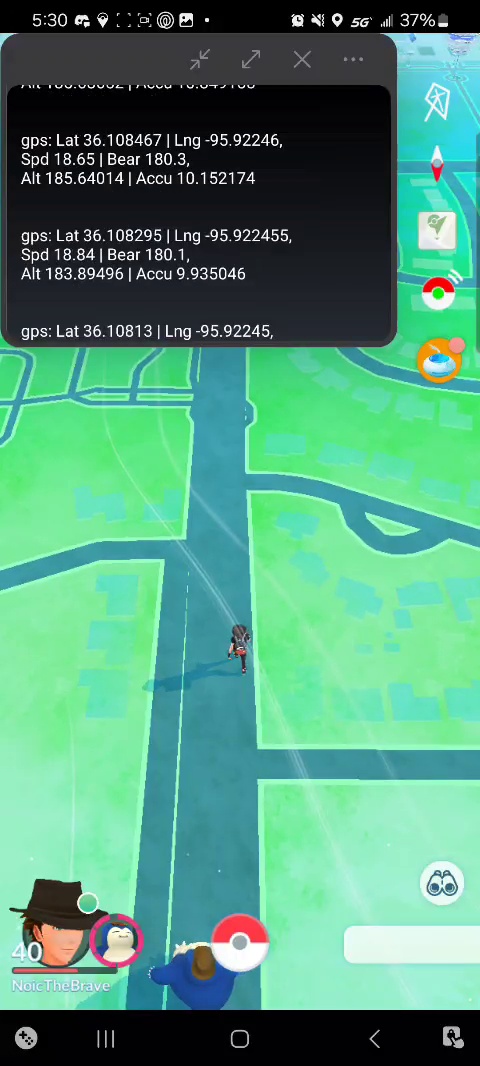 5:30
5G
37%
gps: Lat 36.108467 | Lng -95.92246,
Spd 18.65 | Bear 180.3,
Alt 185.64014 | Accu 10.152174
gps: Lat 36.108295 | Lng -95.922455,
Spd 18.84 | Bear 180.1,
Alt 183.89496 | Accu 9.935046
gps: Lat 36.10813 | Lng -95.92245,
40
NoicTheBrave